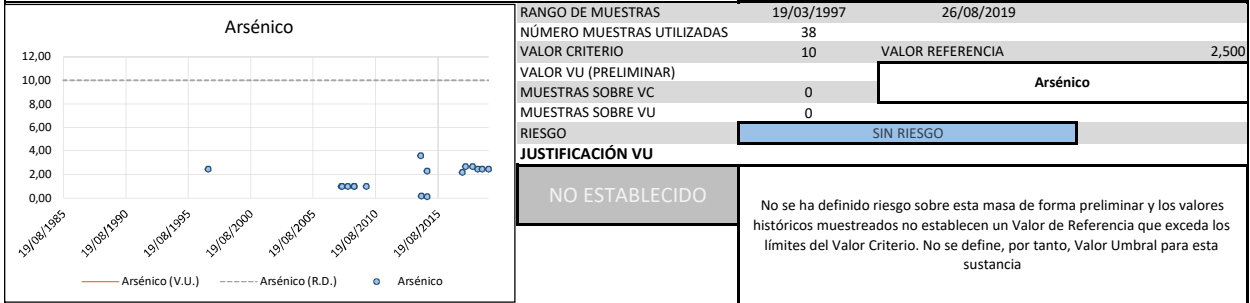 Arsénico
12,00
10,00
8,00
6,00
4,00
2,00
0,00
19/08/1985
19/08/1990
19/08/1995
19/08/2000
19/08/2005
19/08/2010
19/08/2015
Arsénico (V.U.)
Arsénico (R.D.)
Arsénico
RANGO DE MUESTRAS 19/03/1997 26/08/2019
NÚMERO MUESTRAS UTILIZADAS 38
VALOR CRITERIO 10 VALOR REFERENCIA 2,500
VALOR VU (PRELIMINAR)
Arsénico
MUESTRAS SOBRE VC 0
MUESTRAS SOBRE VU 0
RIESGO SIN RIESGO
JUSTIFICACIÓN VU
NO ESTABLECIDO
No se ha definido riesgo sobre esta masa de forma preliminar y los valores
históricos muestreados no establecen un Valor de Referencia que exceda los
límites del Valor Criterio. No se define, por tanto, Valor Umbral para esta
sustancia